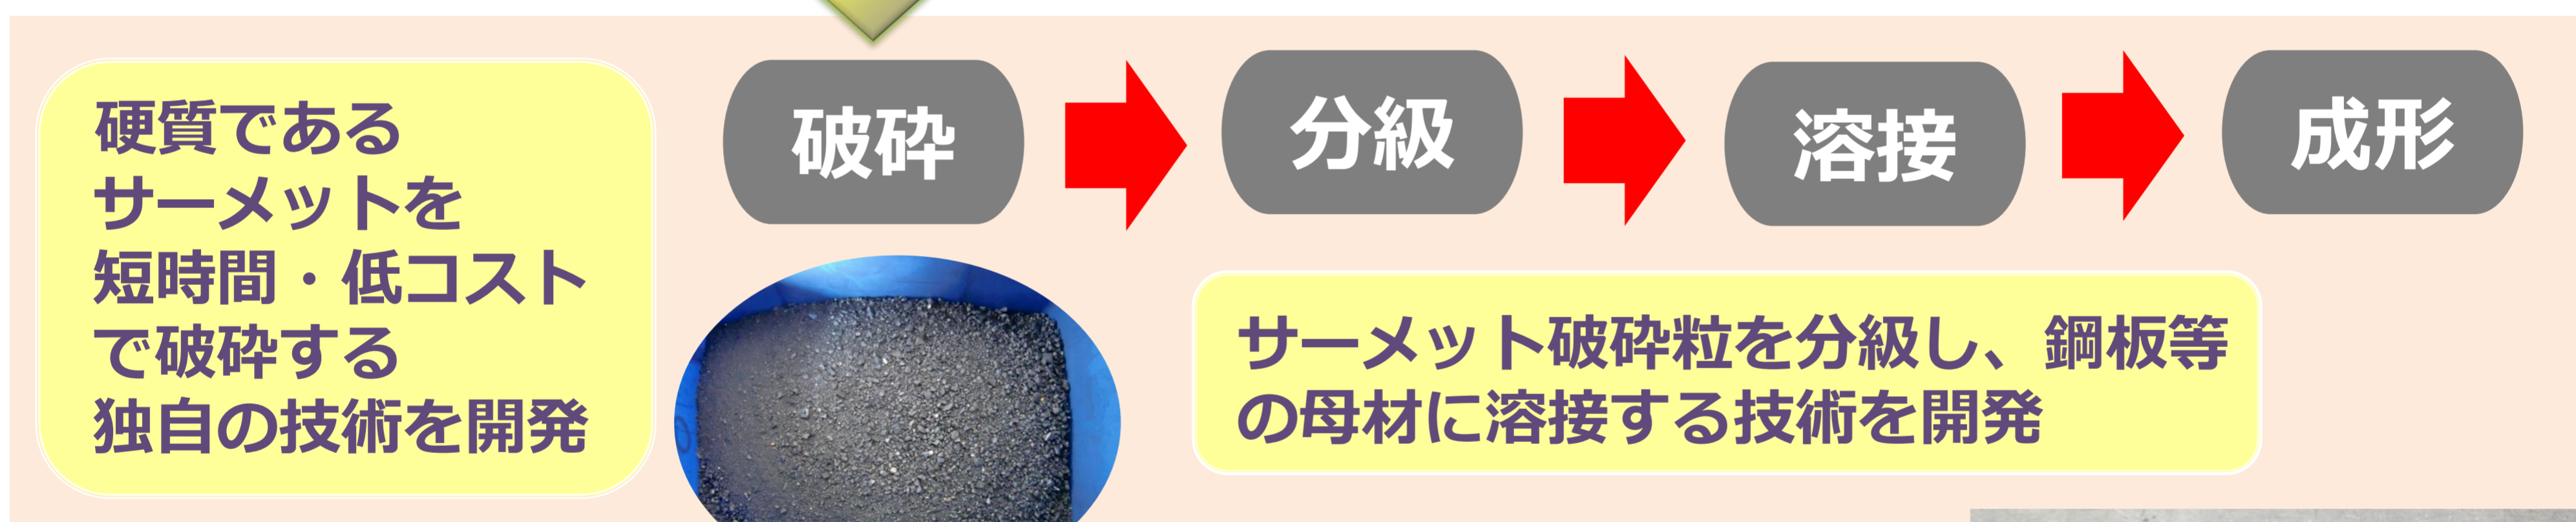 硬質である
サーメットを
短時間・低コスト
で破砕する
独自の技術を開発
破砕
分級
溶接
成形
サーメット破砕粒を分級し、鋼板等
の母材に溶接する技術を開発